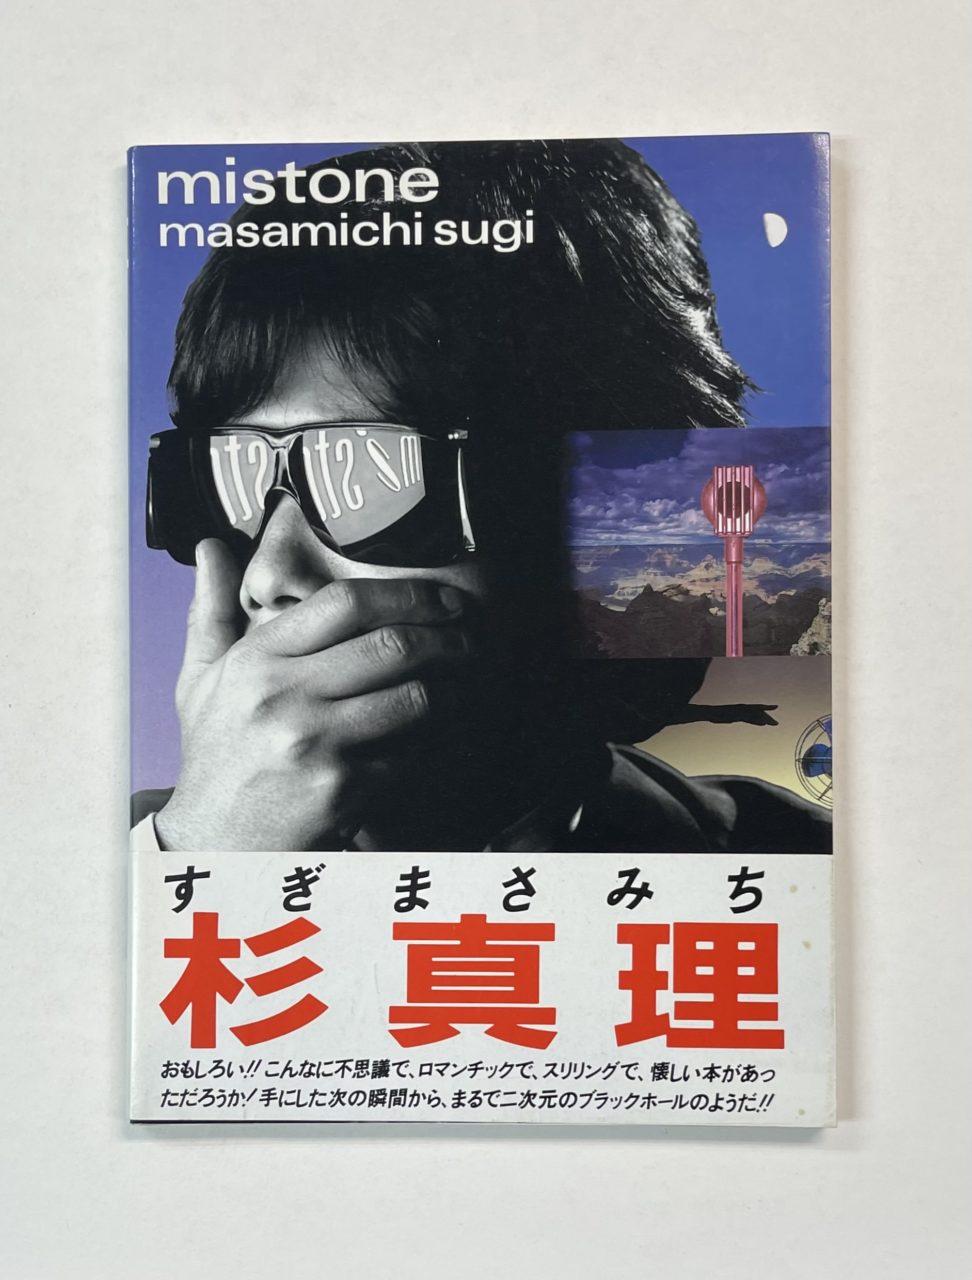 mistone
masamichi sugi
すぎまさみち
杉真理
おもしろい!! こんなに不思議で、ロマンチックで、スリリングで、懐しい本があっ
ただろうか! 手にした次の瞬間から、まるで二次元のブラックホールのようだ!!